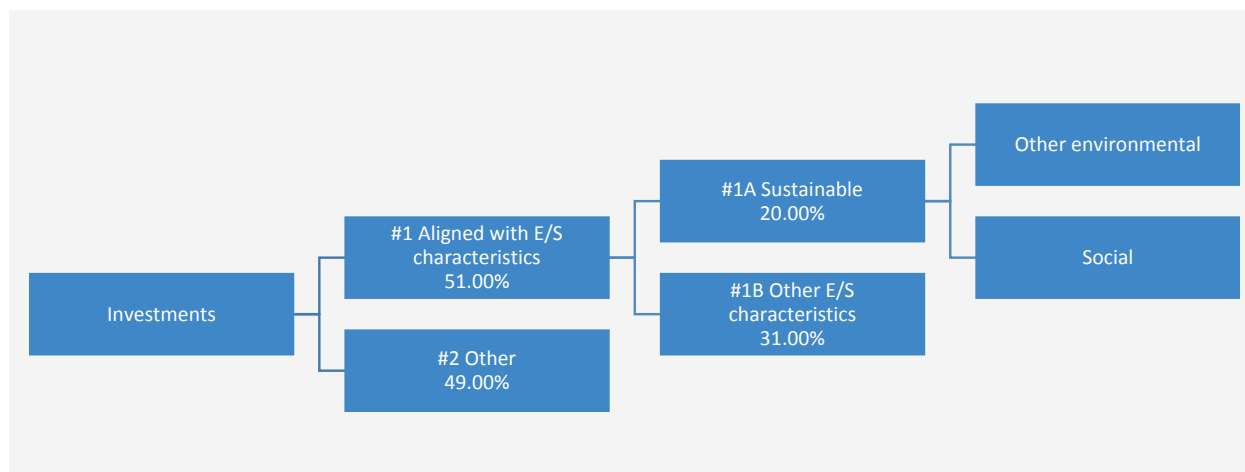 Investments
#1 Aligned with E/S
characteristics
51.00%
#2 Other
49.00%
#1A Sustainable
20.00%
#1B Other E/S
characteristics
31.00%
Other environmental
Social